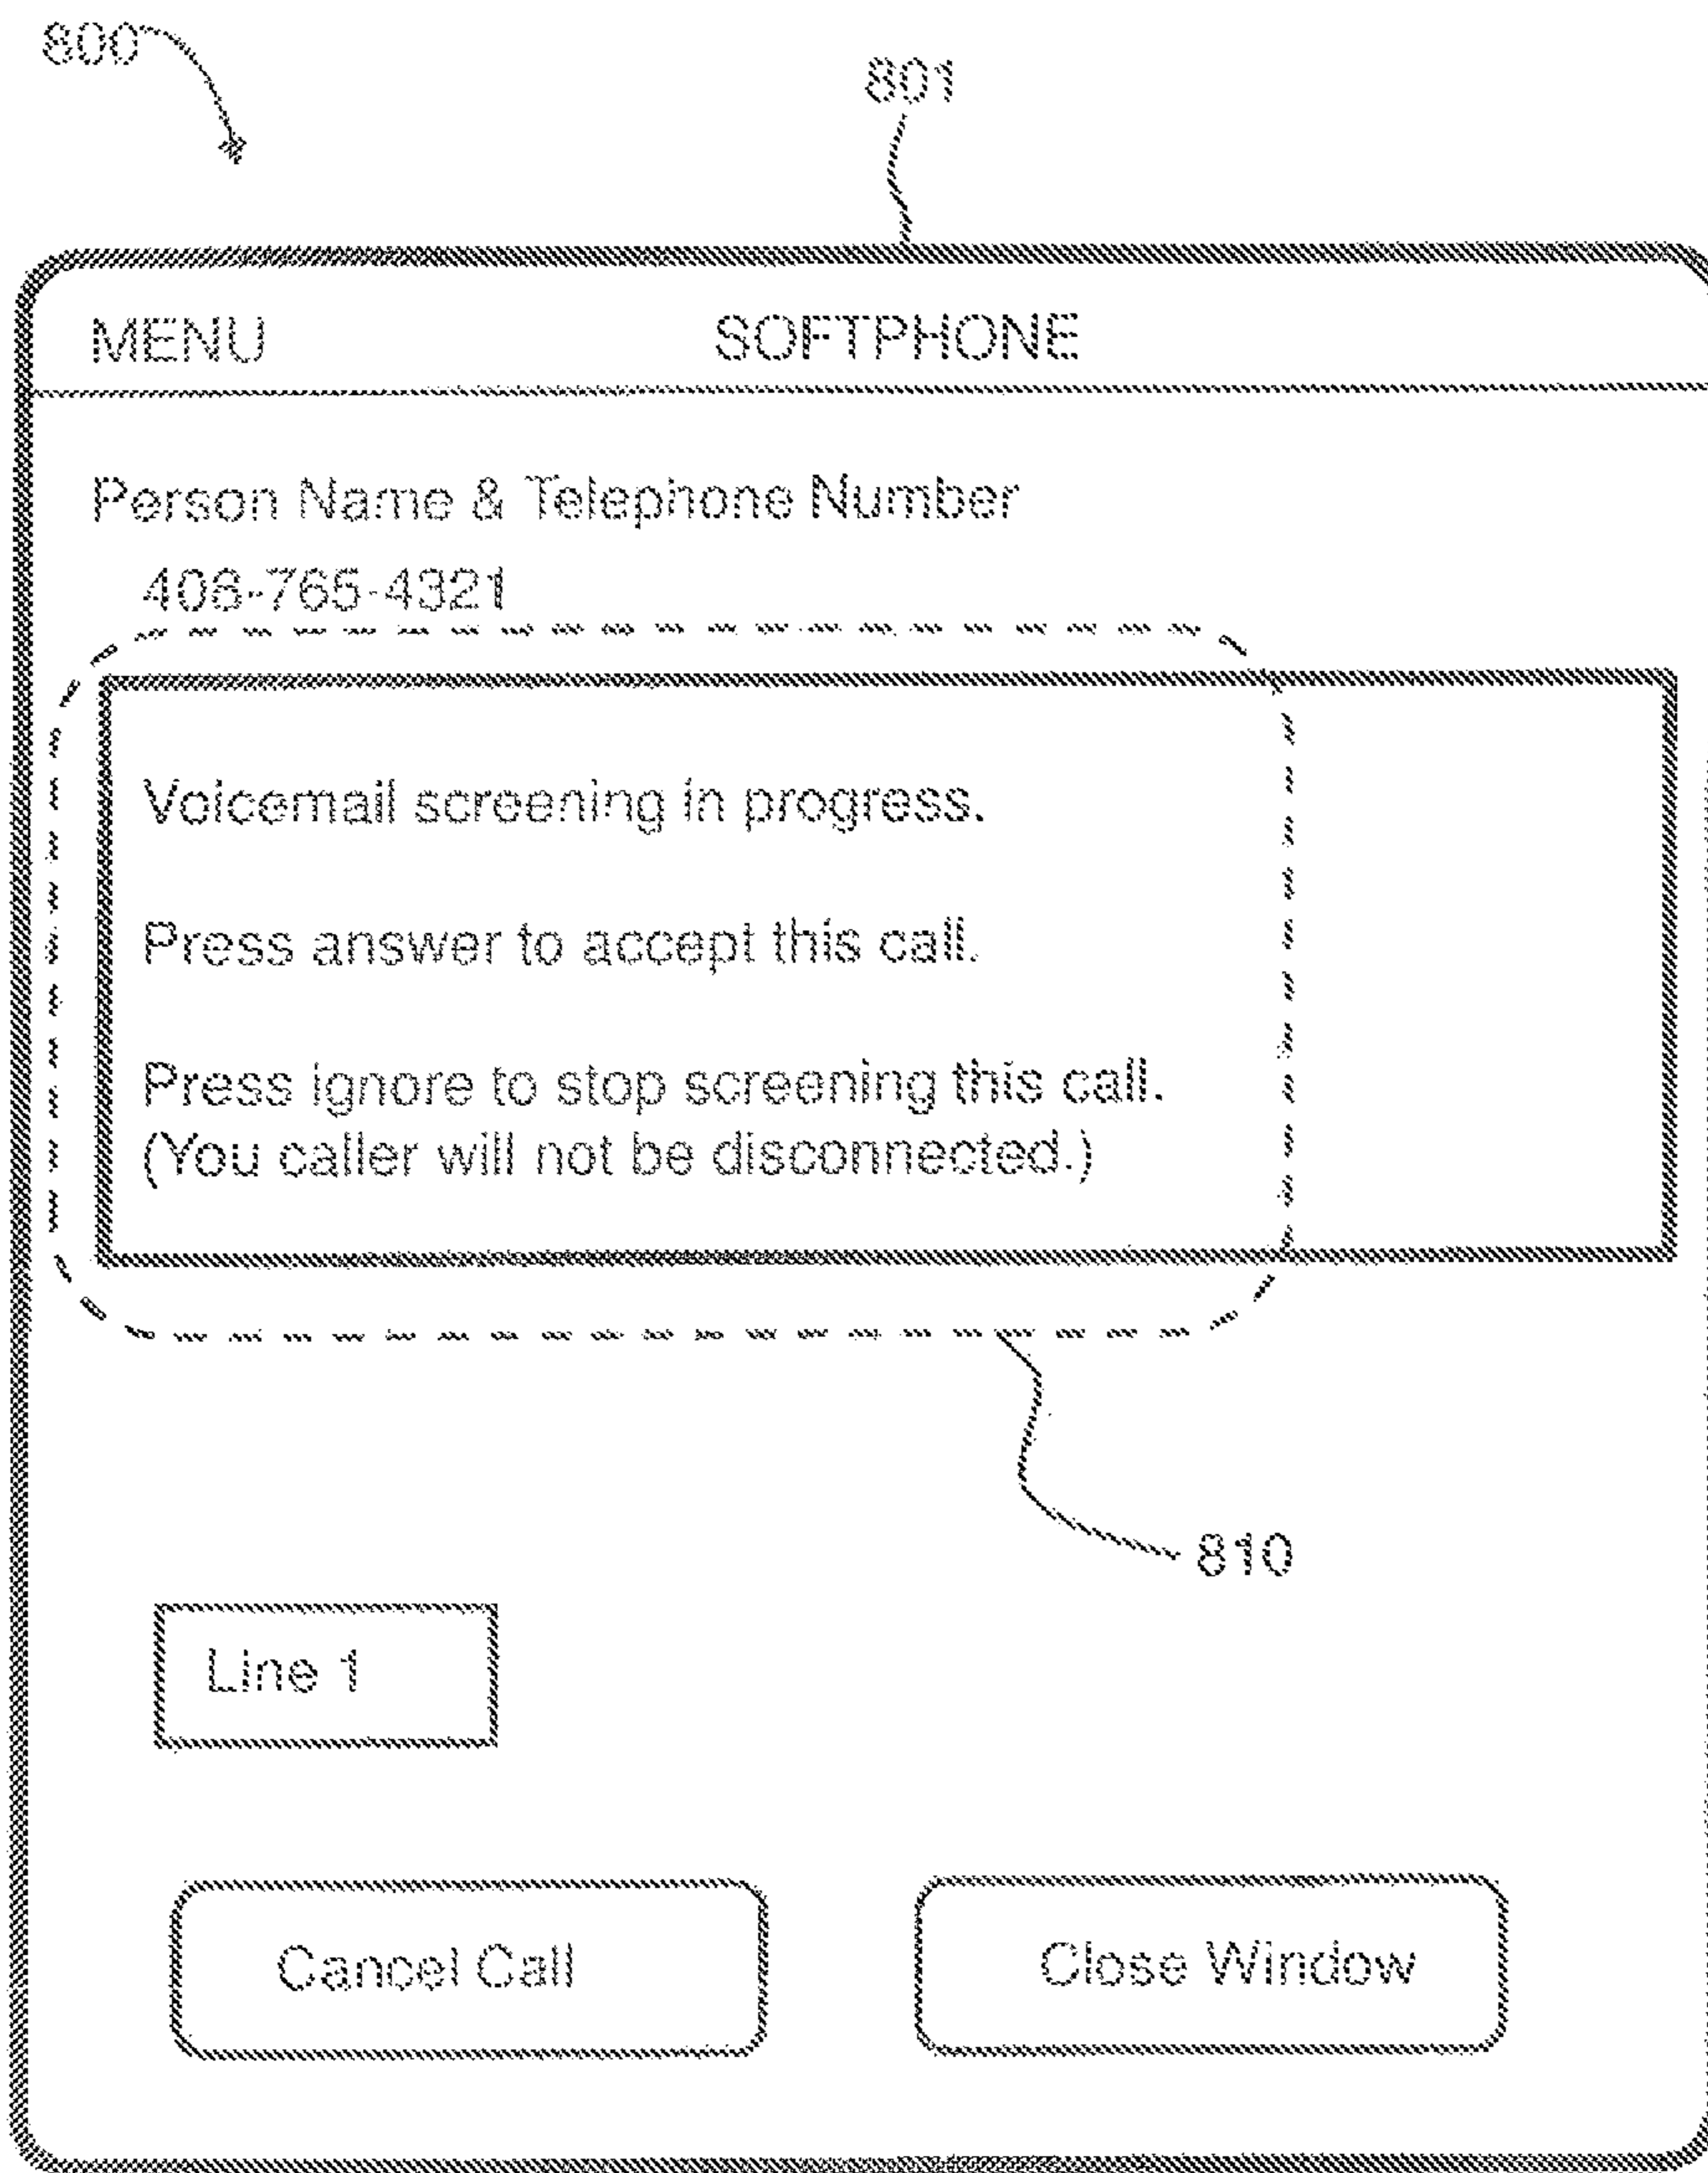 800
801
MENU SOFTPHONE
Person Name & Telephone Number
408-765-4321
Voicemail screening in progress.
Press answer to accept this call.
Press ignore to stop screening this call.
(You caller will not be disconnected.)
810
Line 1
Cancel Call Close Window